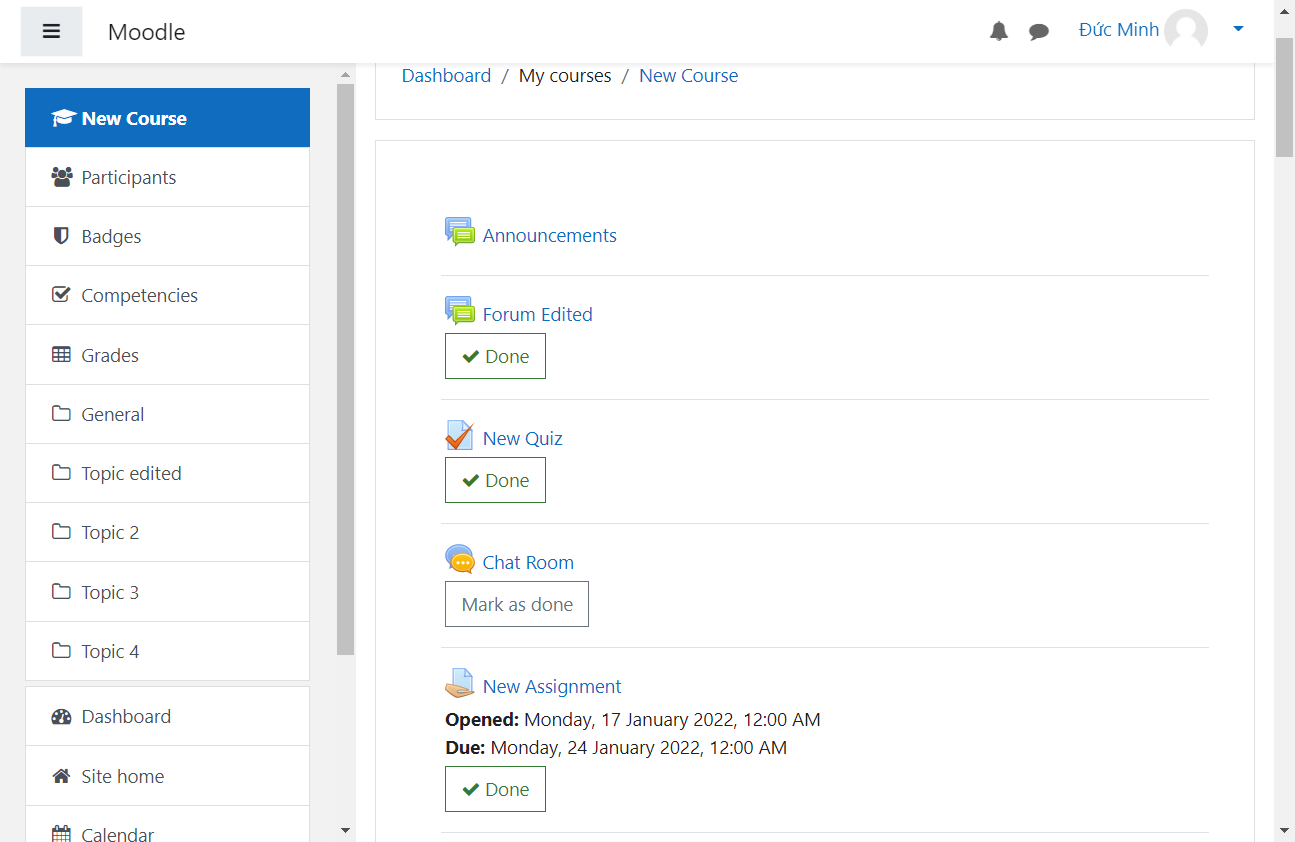 Moodle
Đức Minh
New Course
Participants
Badges
Competencies
Grades
General
Topic edited
Topic 2
Topic 3
Topic 4
Dashboard
Site home
Calendar
Dashboard / My courses / New Course
Announcements
Forum Edited
Done
New Quiz
Done
Chat Room
Mark as done
New Assignment
Opened: Monday, 17 January 2022, 12:00 AM
Due: Monday, 24 January 2022, 12:00 AM
Done